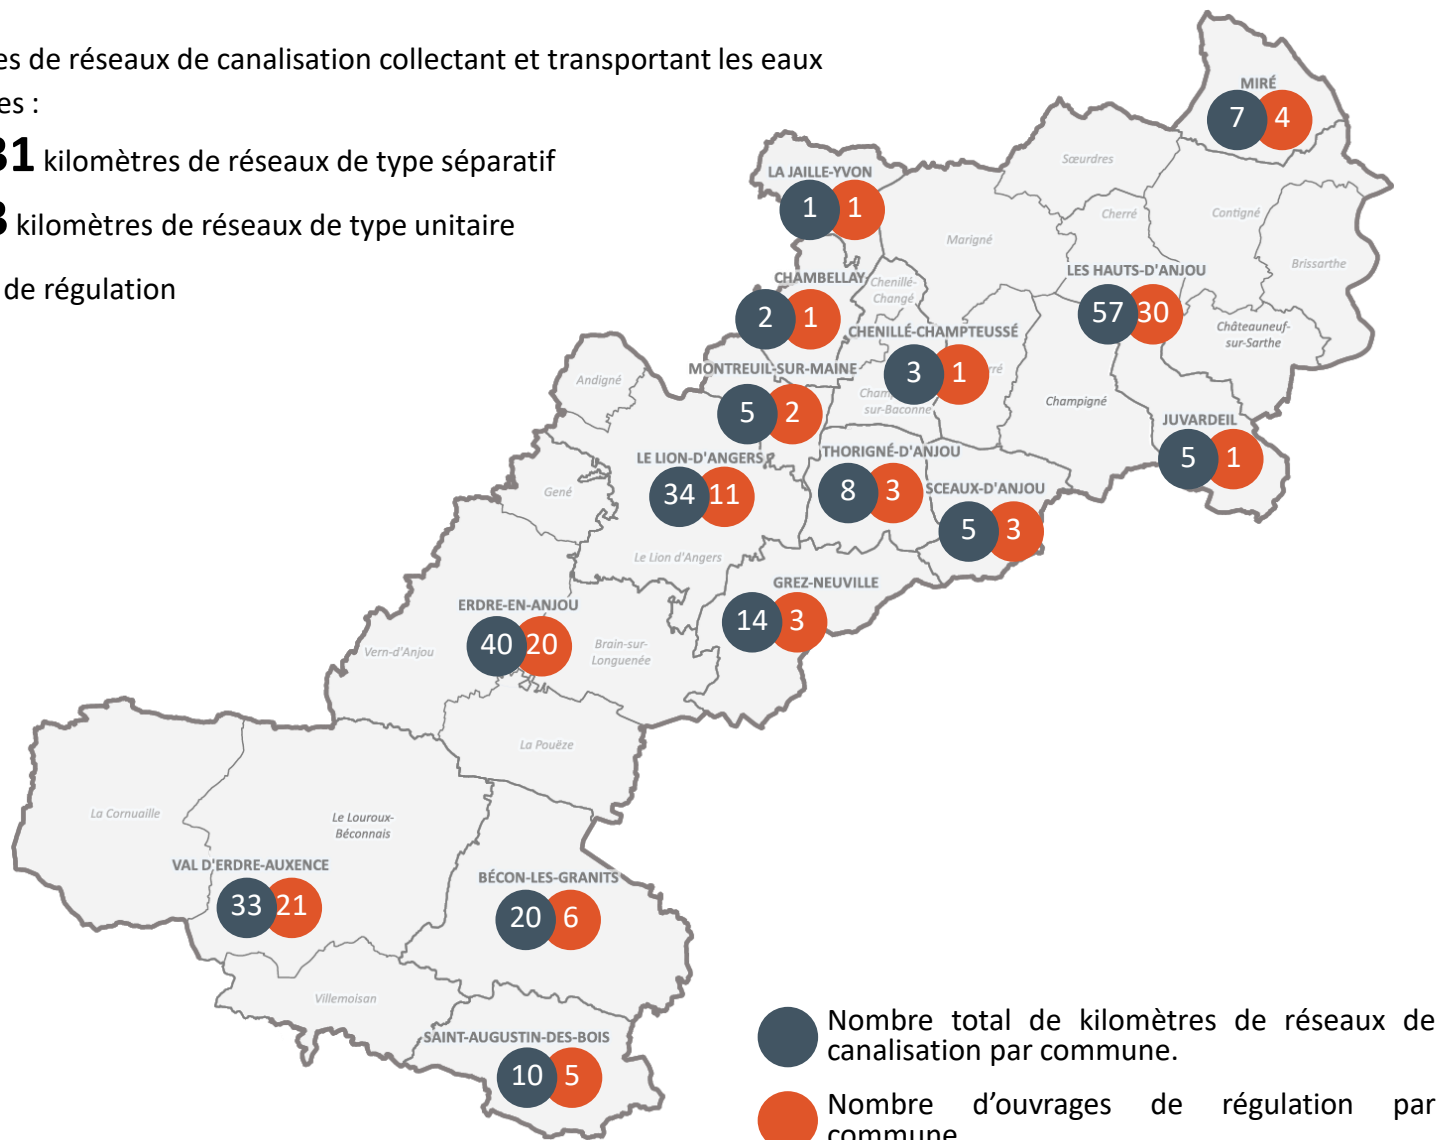 es de réseaux de canalisation collectant et transportant les eaux
es :
31 kilomètres de réseaux de type séparatif
3 kilomètres de réseaux de type unitaire
de régulation
MIRÉ
7 4
Sœurdres
LA JAILLE-YVON
1 1
Cherré
Contigné
Marigné
Brissarthe
LES HAUTS-D'ANJOU
57 30
CHAMBELLAY
2 1
Chenillé-
Changé
Châteauneuf-
sur-Sarthe
CHENILLÉ-CHAMPTEUSSÉ
3 1
rré
MONTREUIL-SUR-MAINE
5 2
Andigné
Champ
sur-Baconne
Champigné
JUVARDEIL
5 1
LE LION-D'ANGERS
34 11
THORIGNÉ-D'ANJOU
8 3
SCEAUX-D'ANJOU
5 3
Gené
Le Lion d'Angers
GREZ-NEUVILLE
14 3
ERDRE-EN-ANJOU
40 20
Vern-d'Anjou
Brain-sur-
Longuenée
La Pouëze
La Cornuaille
Le Louroux-
Béconnais
VAL D'ERDRE-AUXENCE
33 21
BÉCON-LES-GRANITS
20 6
Villemoisan
SAINT-AUGUSTIN-DES-BOIS
10 5
Nombre total de kilomètres de réseaux de
canalisation par commune.
Nombre d’ouvrages de régulation par
commune